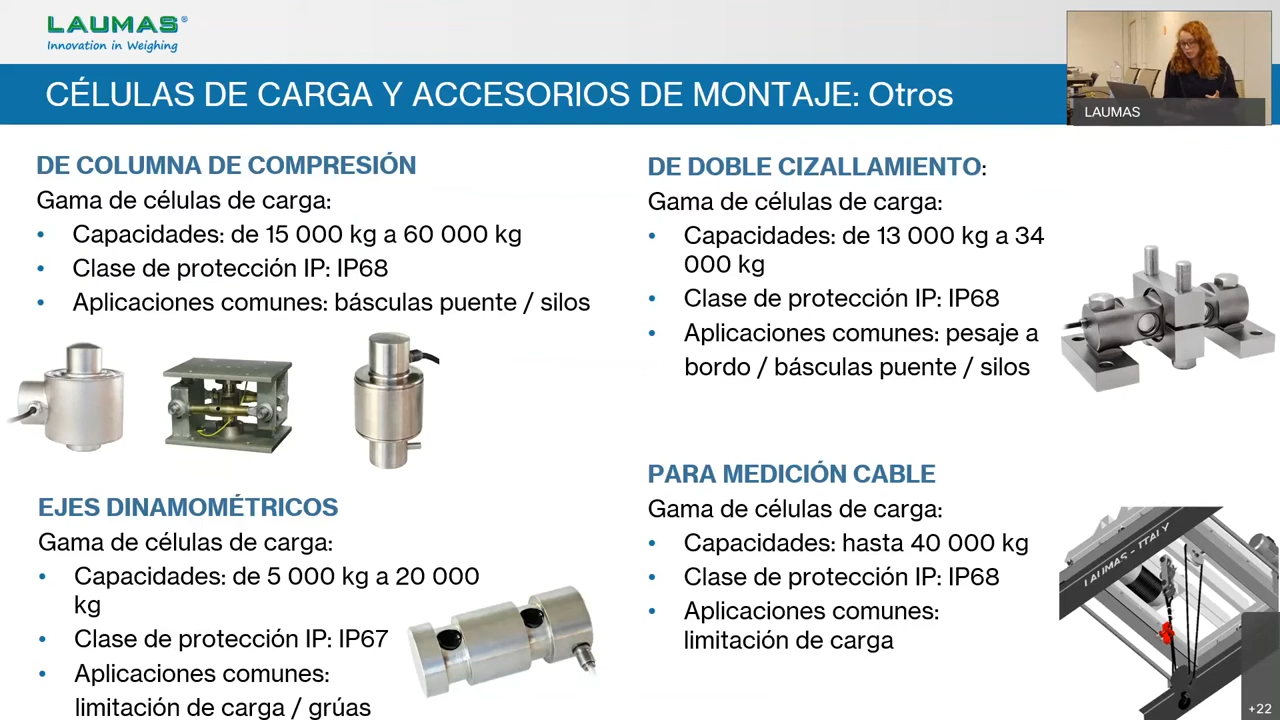 LAUMAS®
Innovation in Weighing
CÉLULAS DE CARGA Y ACCESORIOS DE MONTAJE: Otros
LAUMAS
DE COLUMNA DE COMPRESIÓN
Gama de células de carga:
• Capacidades: de 15 000 kg a 60 000 kg
• Clase de protección IP: IP68
• Aplicaciones comunes: básculas puente / silos
EJES DINAMOMÉTRICOS
Gama de células de carga:
• Capacidades: de 5 000 kg a 20 000
kg
• Clase de protección IP: IP67
• Aplicaciones comunes:
limitación de carga / grúas
DE DOBLE CIZALLAMIENTO:
Gama de células de carga:
• Capacidades: de 13 000 kg a 34
000 kg
• Clase de protección IP: IP68
• Aplicaciones comunes: pesaje a
bordo / básculas puente / silos
PARA MEDICIÓN CABLE
Gama de células de carga:
• Capacidades: hasta 40 000 kg
• Clase de protección IP: IP68
• Aplicaciones comunes:
limitación de carga
LAUMAS - ITALY
+22